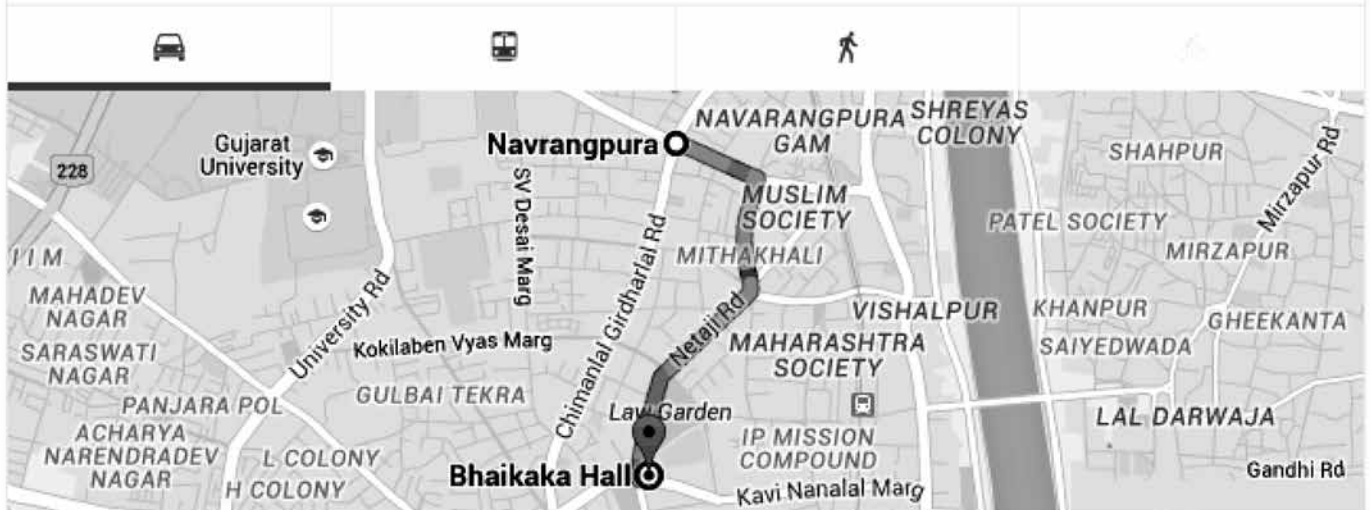 NAVARANGPURA
GAM
SHREYAS
COLONY
Gujarat
University
Navrangpura
SHAHPUR
Mirzapur Rd
228
SV Desai Marg
MUSLIM
SOCIETY
PATEL SOCIETY
Chimanlal Girdharlal Rd
MITHAKHALI
MIRZAPUR
I I M
MAHADEV
NAGAR
University Rd
Netaji Rd
VISHALPUR
KHANPUR
GHEEKANTA
Kokilaben Vyas Marg
MAHARASHTRA
SOCIETY
SAIYEDWADA
SARASWATI
NAGAR
GULBAI TEKRA
PANJARA POL
Law Garden
LAL DARWAJA
ACHARYA
NARENDRADEV
NAGAR
L COLONY
H COLONY
IP MISSION
COMPOUND
Bhaikaka Hall
Kavi Nanalal Marg
Gandhi Rd